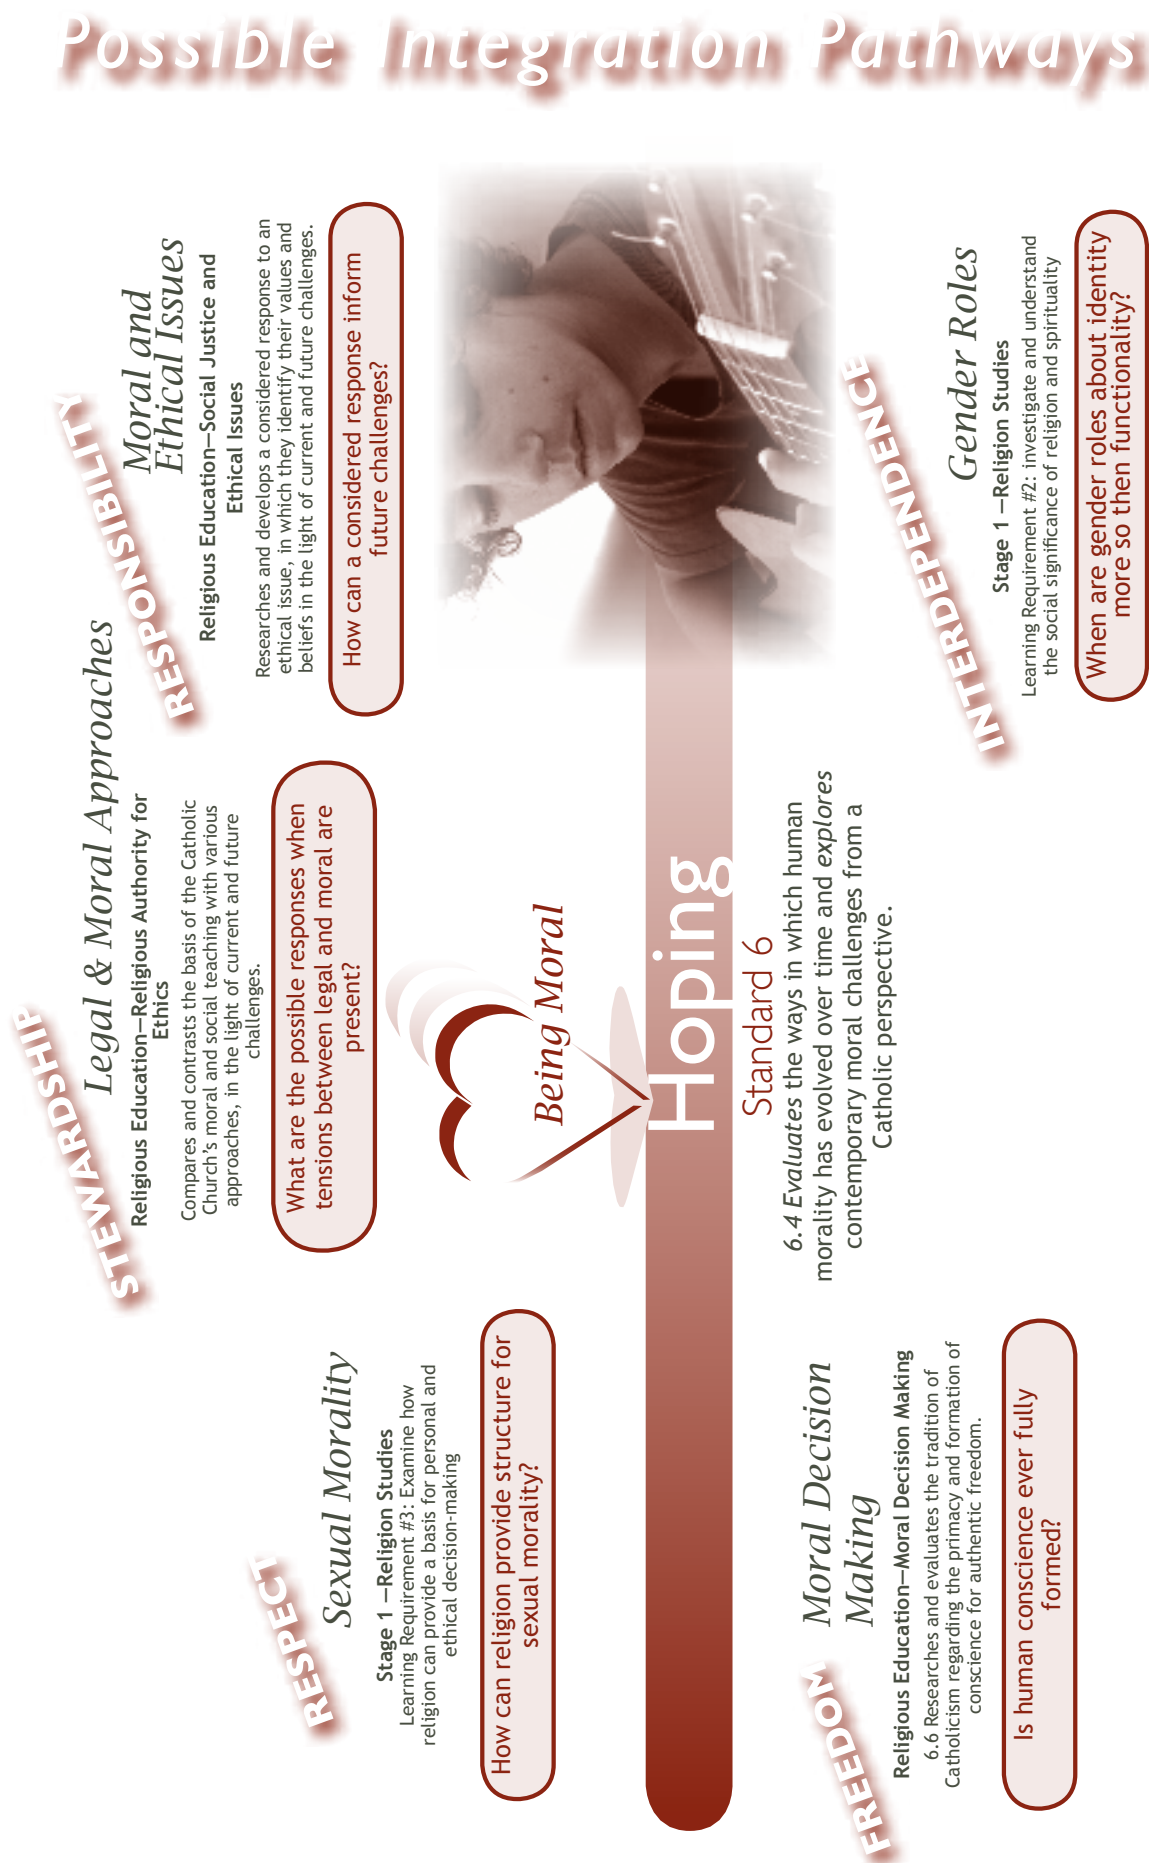 Possible Integration Pathways
RESPECT
Sexual Morality
Stage 1 —Religion Studies
Learning Requirement #3: Examine how
religion can provide a basis for personal and
ethical decision-making
How can religion provide structure for
sexual morality?
STEWARDSHIP
Legal & Moral Approaches
Religious Education—Religious Authority for
Ethics
Compares and contrasts the basis of the Catholic
Church's moral and social teaching with various
approaches, in the light of current and future
challenges.
What are the possible responses when
tensions between legal and moral are
present?
RESPONSIBILITY
Moral and
Ethical Issues
Religious Education—Social Justice and
Ethical Issues
Researches and develops a considered response to an
ethical issue, in which they identify their values and
beliefs in the light of current and future challenges.
How can a considered response inform
future challenges?
Being Moral
Hoping
Standard 6
6.4 Evaluates the ways in which human
morality has evolved over time and explores
contemporary moral challenges from a
Catholic perspective.
FREEDOM
Moral Decision
Making
Religious Education—Moral Decision Making
6.6 Researches and evaluates the tradition of
Catholicism regarding the primacy and formation of
conscience for authentic freedom.
Is human conscience ever fully
formed?
INTERDEPENDENCE
Gender Roles
Stage 1 —Religion Studies
Learning Requirement #2: investigate and understand
the social significance of religion and spirituality
When are gender roles about identity
more so then functionality?